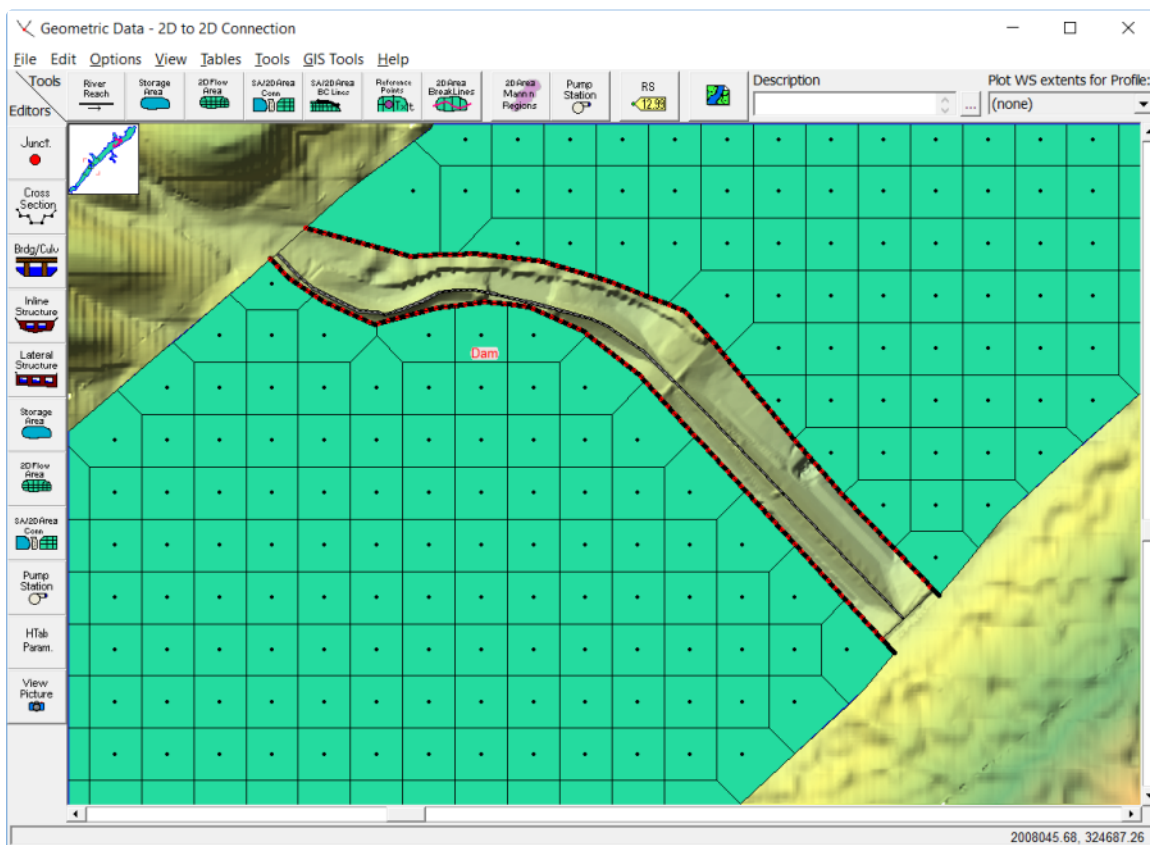 Geometric Data - 2D to 2D Connection
File Edit Options View Tables Tools GIS Tools Help
Tools
Editors
River
Reach
Storage
Area
2D Flow
Area
SA/2D Area
Conn
SA/2D Area
BC Lines
Reference
Points
2D Area
BreakLines
2D Area
Mann n
Regions
Pump
Station
RS
12.99
Description
...
Plot WS extents for Profile:
(none)
Junct.
Cross
Section
Brdg/Culv
Inline
Structure
Lateral
Structure
Storage
Area
2D Flow
Area
SA/2D Area
Conn
Pump
Station
HTab
Param.
View
Picture
Dam
2008045.68, 324687.26